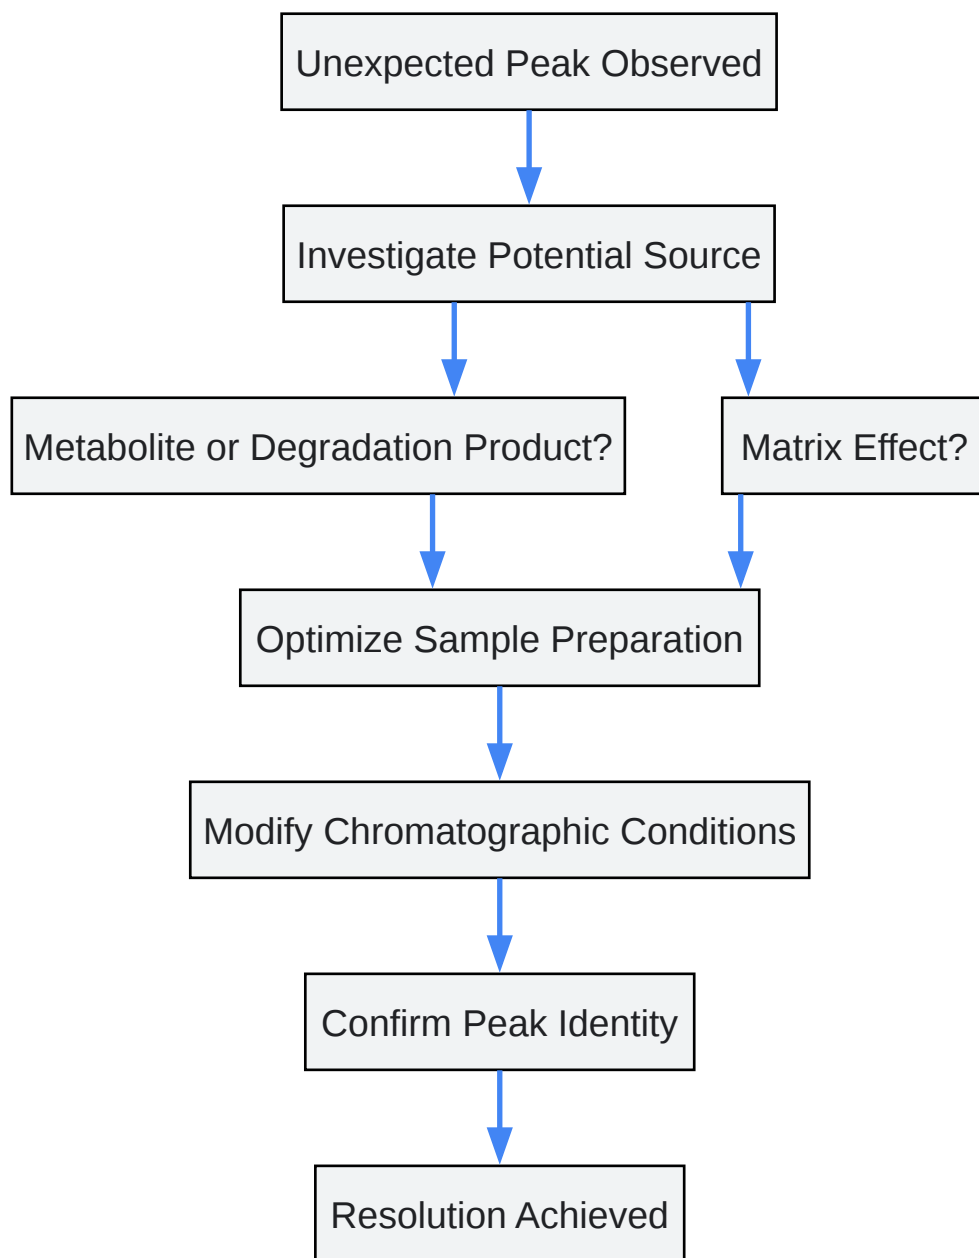 Unexpected Peak Observed
Investigate Potential Source
Metabolite or Degradation Product?
Matrix Effect?
Optimize Sample Preparation
Modify Chromatographic Conditions
Confirm Peak Identity
Resolution Achieved